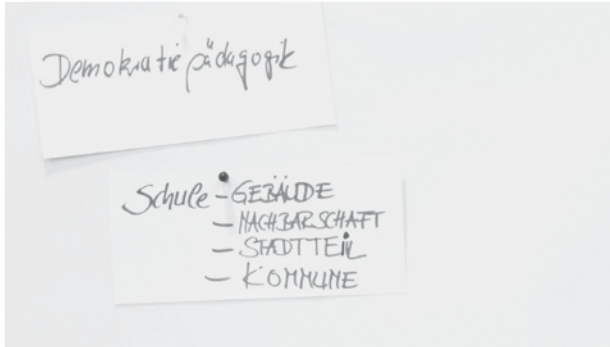 Demokratiepädagogik
Schule - GEBÄUDE
- NACHBARSCHAFT
- STADTTEIL
- KOMMUNE